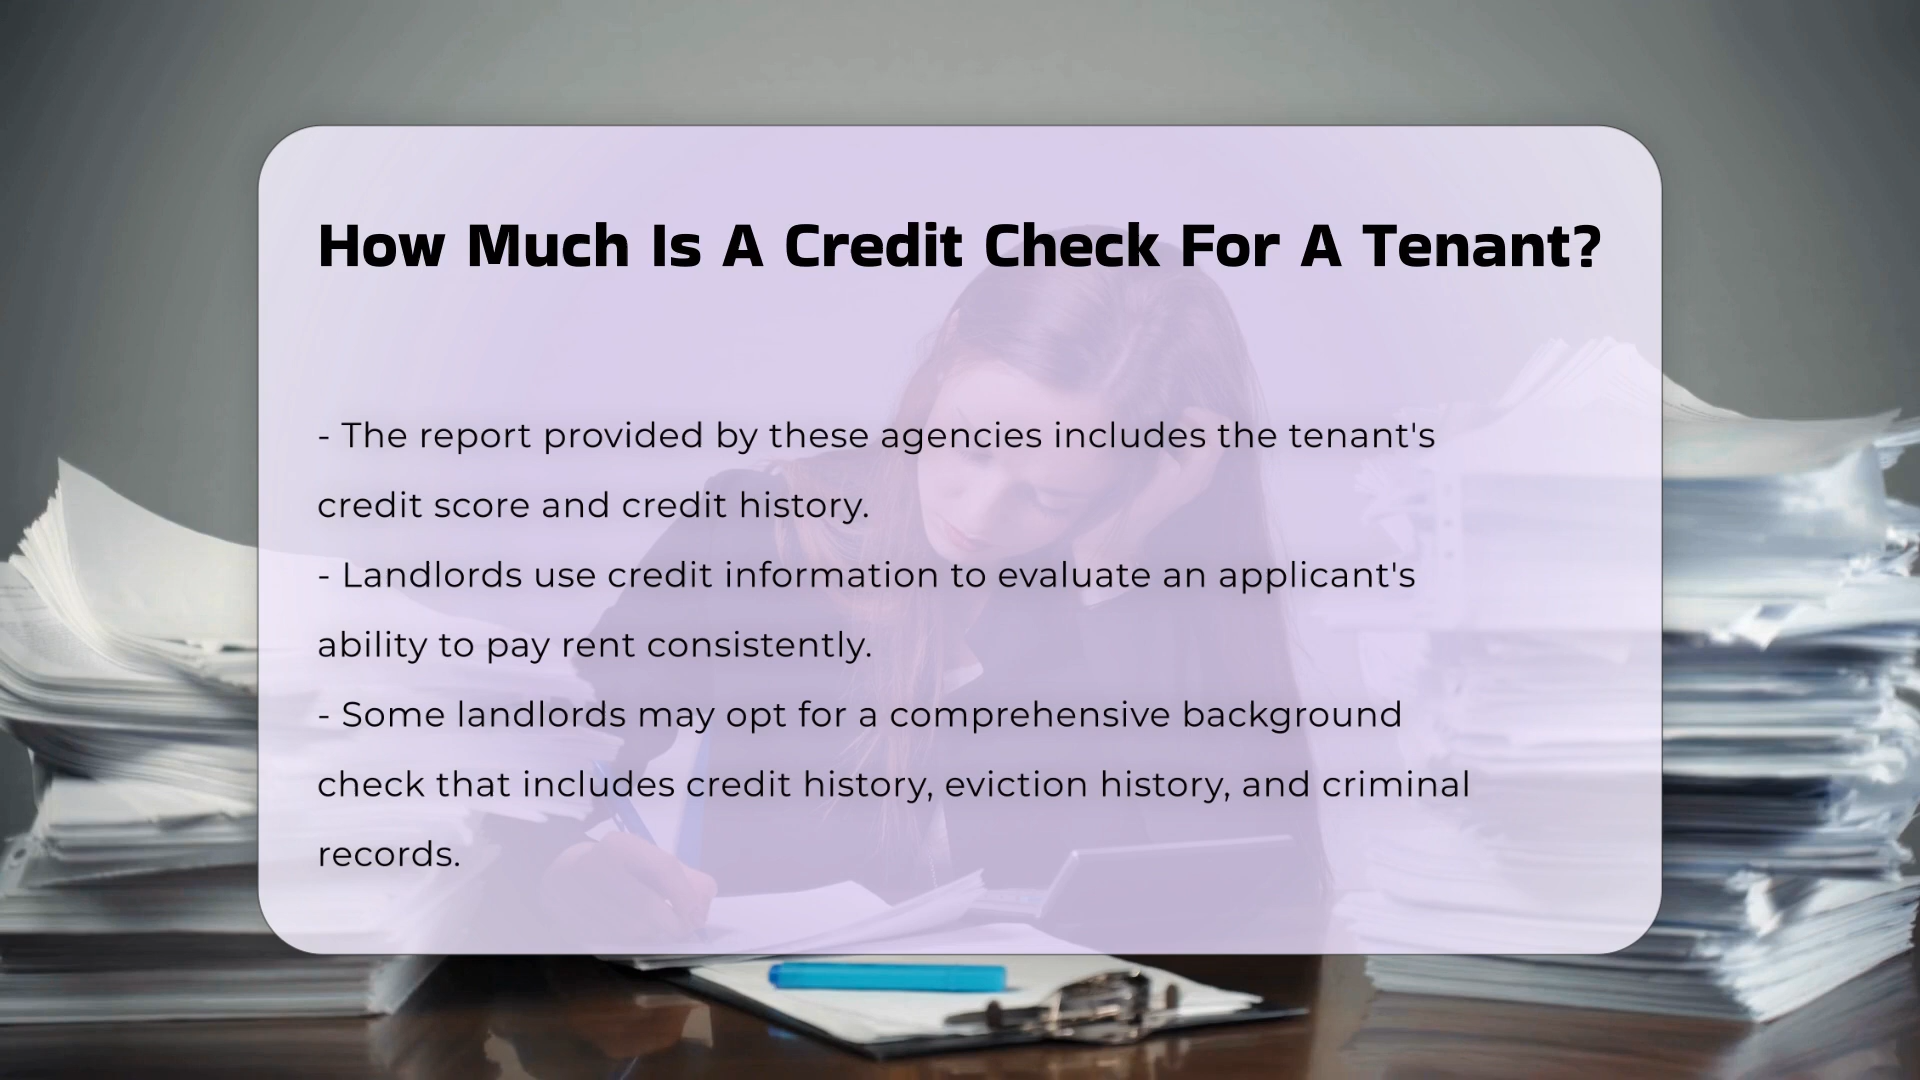 How Much Is A Credit Check For A Tenant?
- The report provided by these agencies includes the tenant's
credit score and credit history.
- Landlords use credit information to evaluate an applicant's
ability to pay rent consistently.
- Some landlords may opt for a comprehensive background
check that includes credit history, eviction history, and criminal
records.